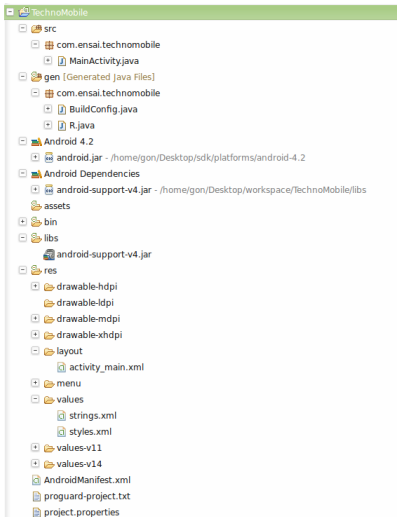 TechnoMobile
src
com.ensai.technomobile
MainActivity.java
gen [Generated Java Files]
com.ensai.technomobile
BuildConfig.java
R.java
Android 4.2
android.jar - /home/gon/Desktop/sdk/platforms/android-4.2
Android Dependencies
android-support-v4.jar - /home/gon/Desktop/workspace/TechnoMobile/libs
assets
bin
libs
android-support-v4.jar
res
drawable-hdpi
drawable-ldpi
drawable-mdpi
drawable-xhdpi
layout
activity_main.xml
menu
values
strings.xml
styles.xml
values-v11
values-v14
AndroidManifest.xml
proguard-project.txt
project.properties